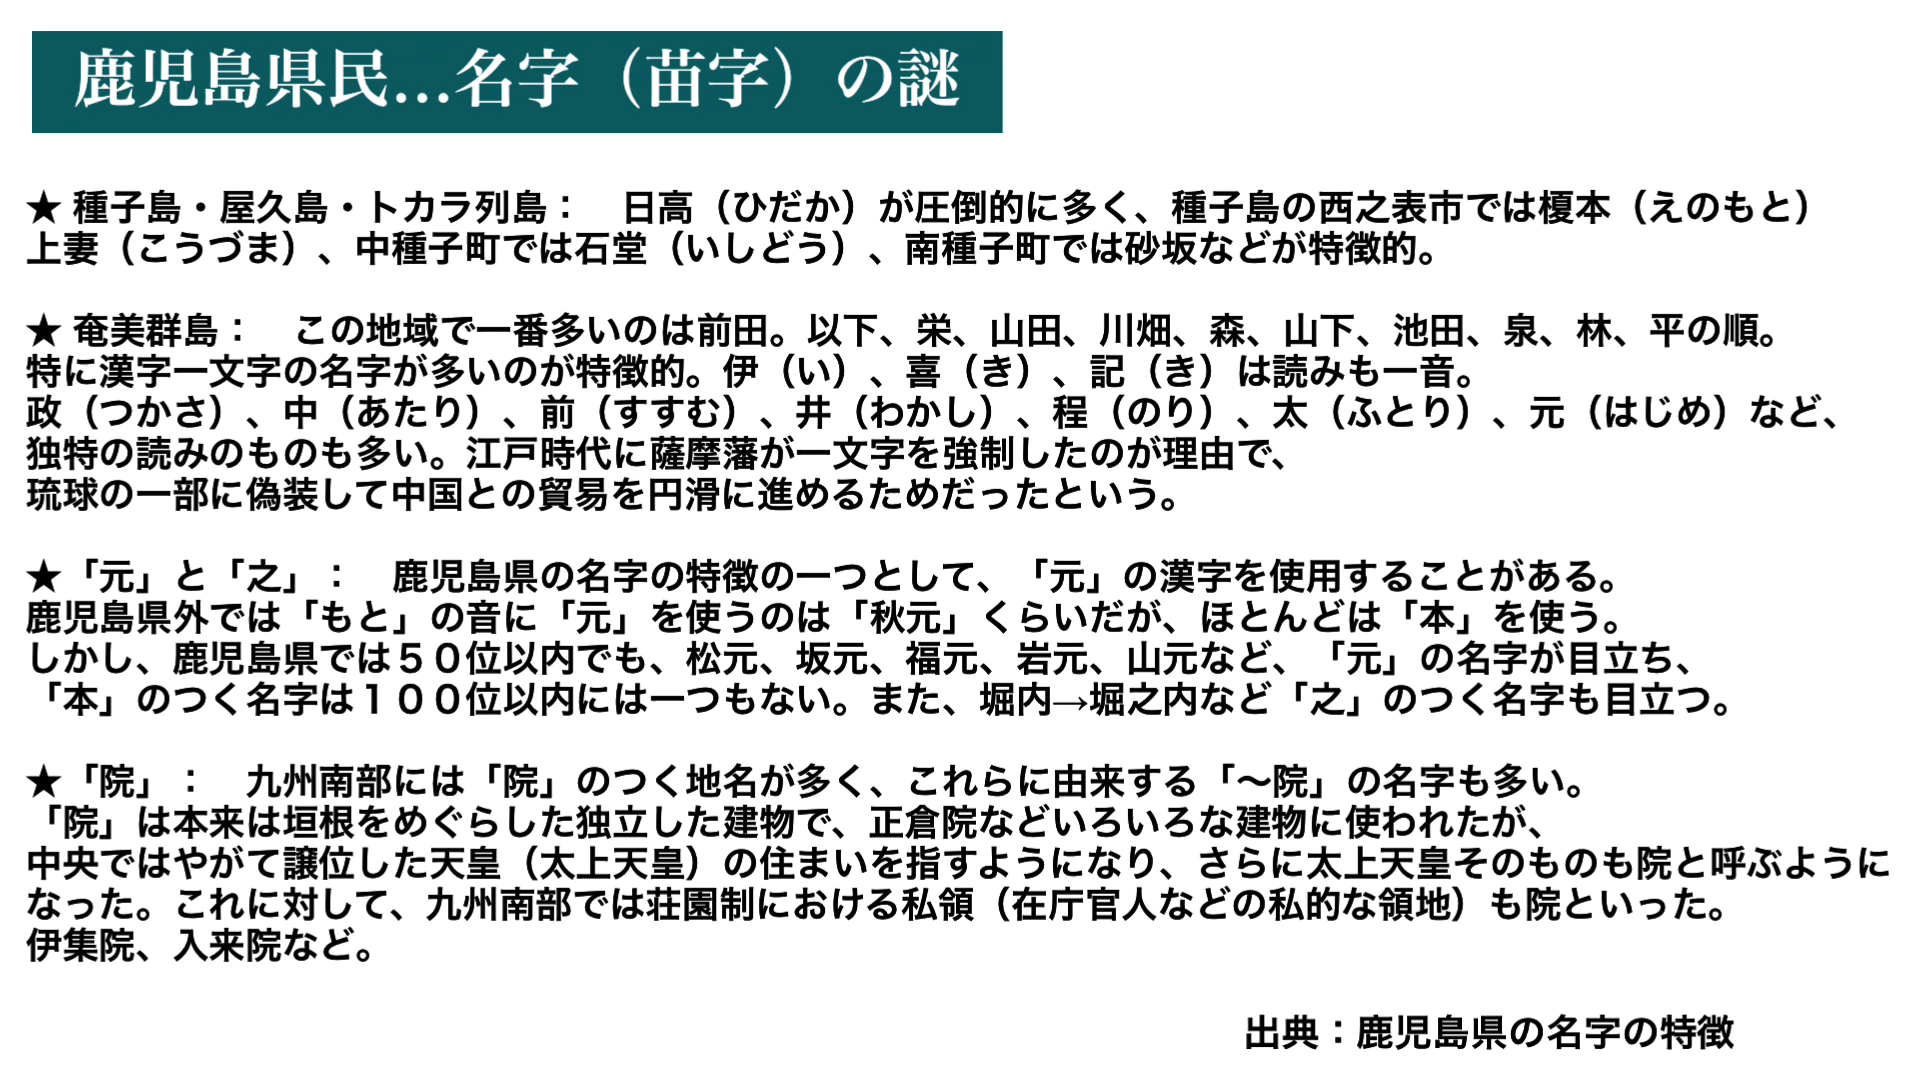 鹿児島県民…名字（苗字）の謎
★ 種子島・屋久島・トカラ列島：　日高（ひだか）が圧倒的に多く、種子島の西之表市では榎本（えのもと）
上妻（こうづま）、中種子町では石堂（いしどう）、南種子町では砂坂などが特徴的。
★ 奄美群島：　この地域で一番多いのは前田。以下、栄、山田、川畑、森、山下、池田、泉、林、平の順。
特に漢字一文字の名字が多いのが特徴的。伊（い）、喜（き）、記（き）は読みも一音。
政（つかさ）、中（あたり）、前（すすむ）、井（わかし）、程（のり）、太（ふとり）、元（はじめ）など、
独特の読みのものも多い。江戸時代に薩摩藩が一文字を強制したのが理由で、
琉球の一部に偽装して中国との貿易を円滑に進めるためだったという。
★「元」と「之」：　鹿児島県の名字の特徴の一つとして、「元」の漢字を使用することがある。
鹿児島県外では「もと」の音に「元」を使うのは「秋元」くらいだが、ほとんどは「本」を使う。
しかし、鹿児島県では５０位以内でも、松元、坂元、福元、岩元、山元など、「元」の名字が目立ち、
「本」のつく名字は１００位以内には一つもない。また、堀内→堀之内など「之」のつく名字も目立つ。
★「院」：　九州南部には「院」のつく地名が多く、これらに由来する「〜院」の名字も多い。
「院」は本来は垣根をめぐらした独立した建物で、正倉院などいろいろな建物に使われたが、
中央ではやがて譲位した天皇（太上天皇）の住まいを指すようになり、さらに太上天皇そのものも院と呼ぶように
なった。これに対して、九州南部では荘園制における私領（在庁官人などの私的な領地）も院といった。
伊集院、入来院など。
出典：鹿児島県の名字の特徴